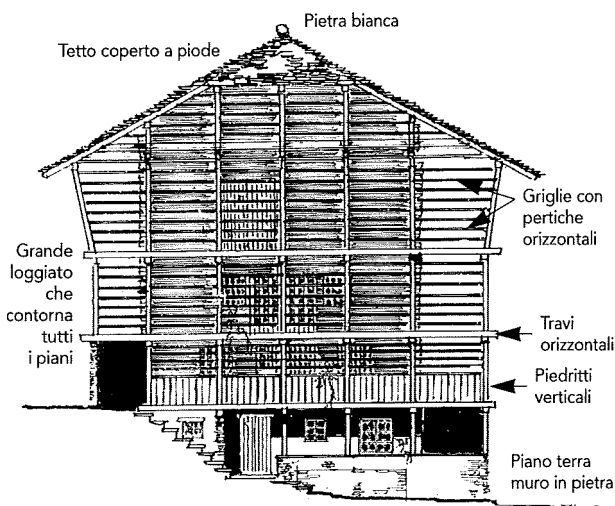 Pietra bianca
Tetto coperto a piode
Griglie con
pertiche
orizzontali
Grande
loggiato
che
contorna
tutti
i piani
Travi
orizzontali
Piedritti
verticali
Piano terra
muro in pietra